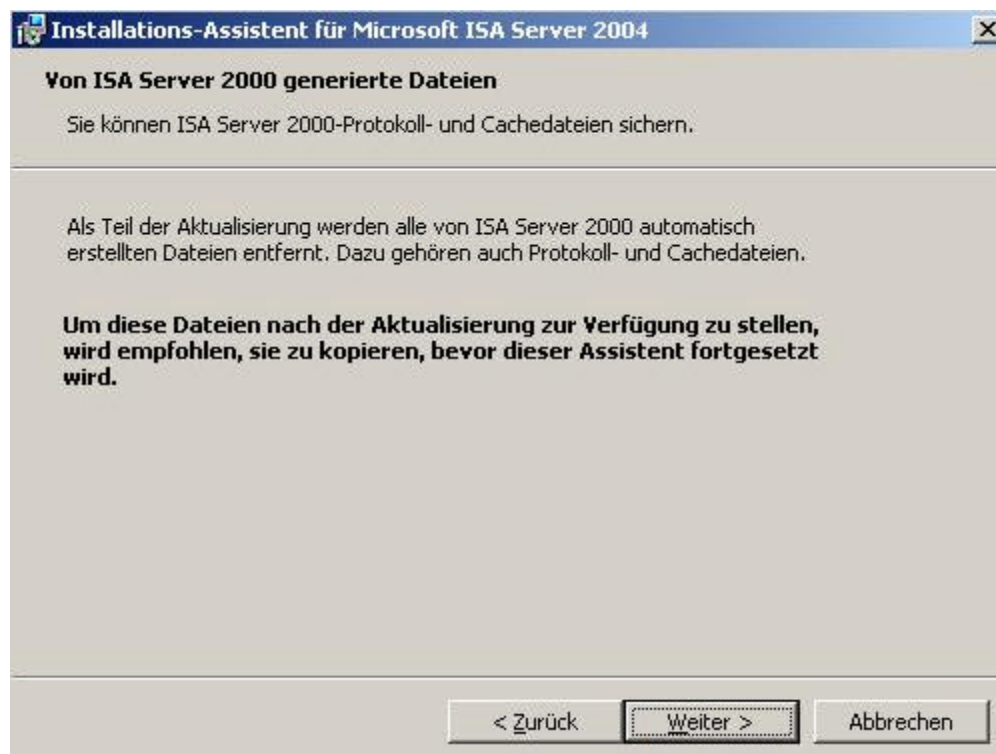 Installations-Assistent für Microsoft ISA Server 2004
Von ISA Server 2000 generierte Dateien
Sie können ISA Server 2000-Protokoll- und Cachedateien sichern.
Als Teil der Aktualisierung werden alle von ISA Server 2000 automatisch
erstellten Dateien entfernt. Dazu gehören auch Protokoll- und Cachedateien.
Um diese Dateien nach der Aktualisierung zur Verfügung zu stellen,
wird empfohlen, sie zu kopieren, bevor dieser Assistent fortgesetzt
wird.
< Zurück Weiter > Abbrechen